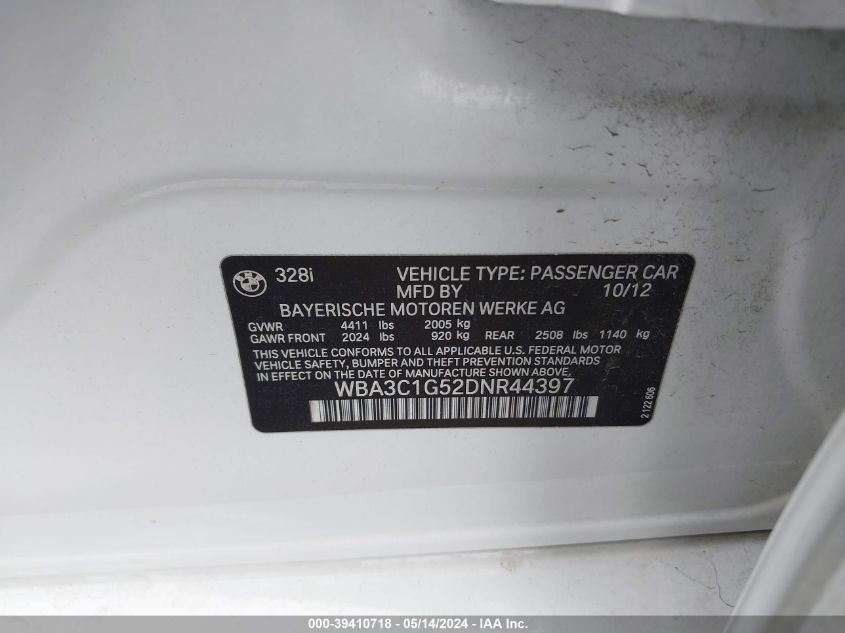 328i VEHICLE TYPE: PASSENGER CAR
MFD BY 10/12
BAYERISCHE MOTOREN WERKE AG
GVWR 4411 lbs 2005 kg
GAWR FRONT 2024 lbs 920 kg REAR 2508 lbs 1140 kg
THIS VEHICLE CONFORMS TO ALL APPLICABLE U.S. FEDERAL MOTOR
VEHICLE SAFETY, BUMPER AND THEFT PREVENTION STANDARDS
IN EFFECT ON THE DATE OF MANUFACTURE SHOWN ABOVE.
WBA3C1G52DNR44397
2 122 606
000-39410718 - 05/14/2024 - IAA Inc.